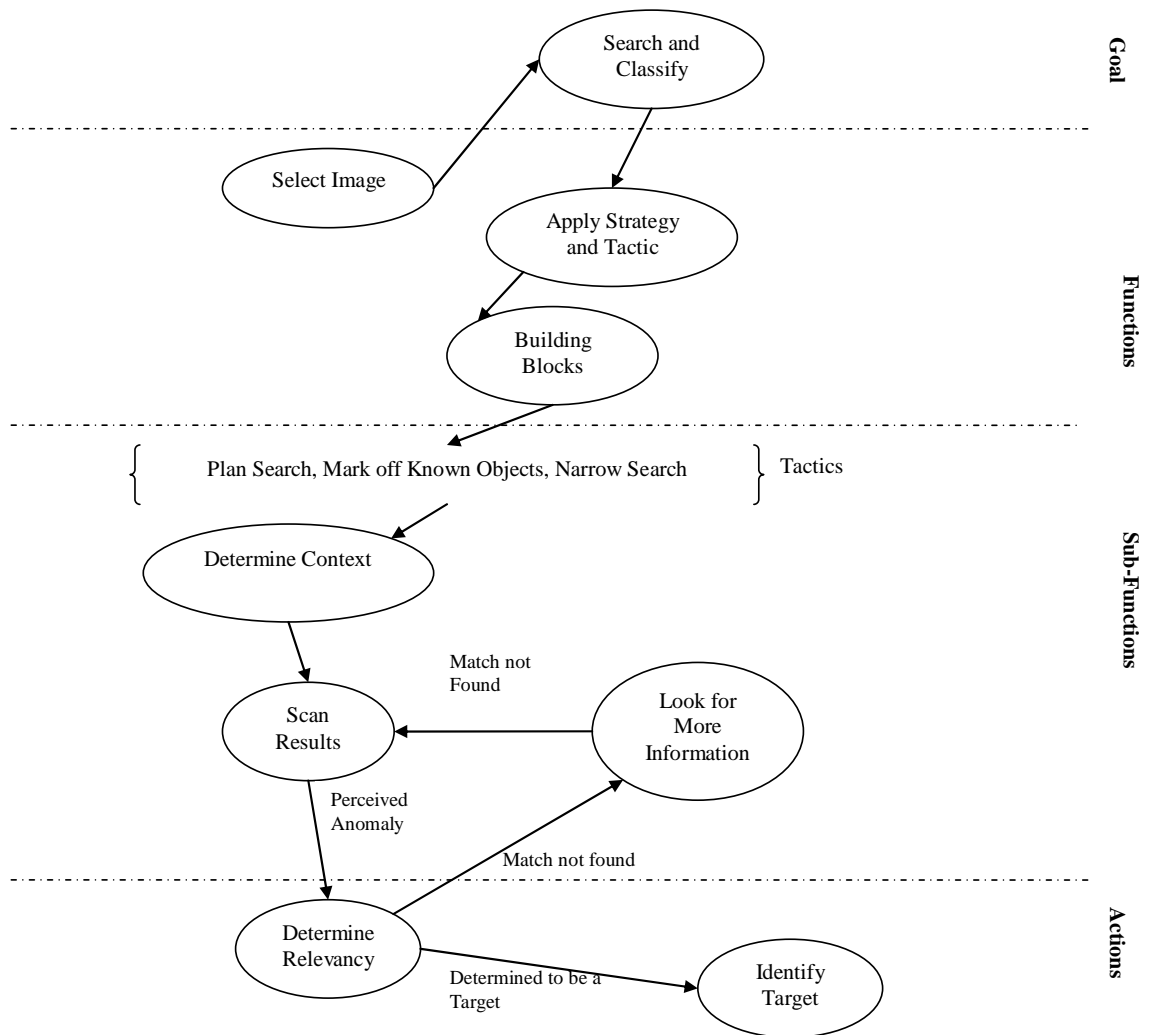 Search and
Classify
Goal
Select Image
Apply Strategy
and Tactic
Functions
Building
Blocks
Plan Search, Mark off Known Objects, Narrow Search
Tactics
Determine Context
Sub-Functions
Match not
Found
Look for
More
Information
Scan
Results
Perceived
Anomaly
Match not found
Actions
Determine
Relevancy
Determined to be a
Target
Identify
Target